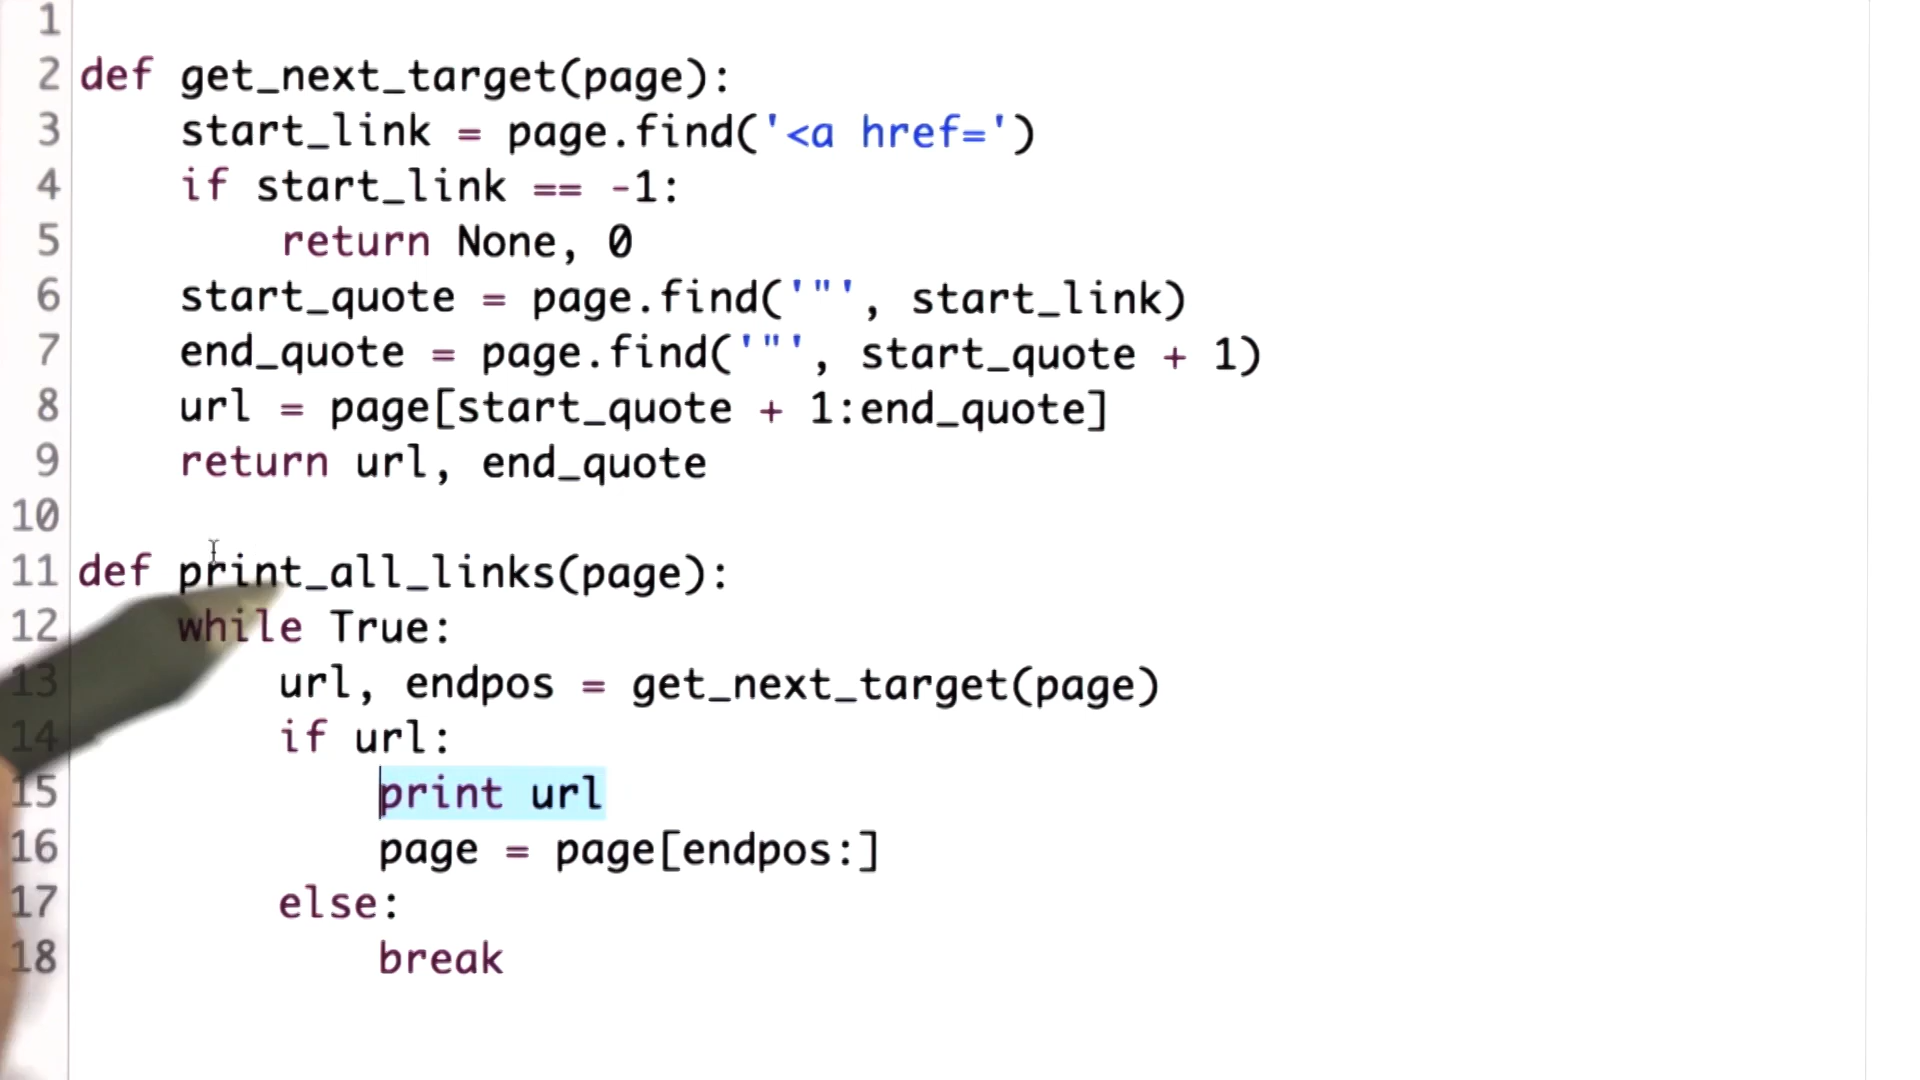 1
2 def get_next_target(page):
3     start_link = page.find('<a href=')
4     if start_link == -1:
5         return None, 0
6     start_quote = page.find('"', start_link)
7     end_quote = page.find('"', start_quote + 1)
8     url = page[start_quote + 1:end_quote]
9     return url, end_quote
10
11 def print_all_links(page):
12     while True:
13         url, endpos = get_next_target(page)
14         if url:
15             print url
16             page = page[endpos:]
17         else:
18             break